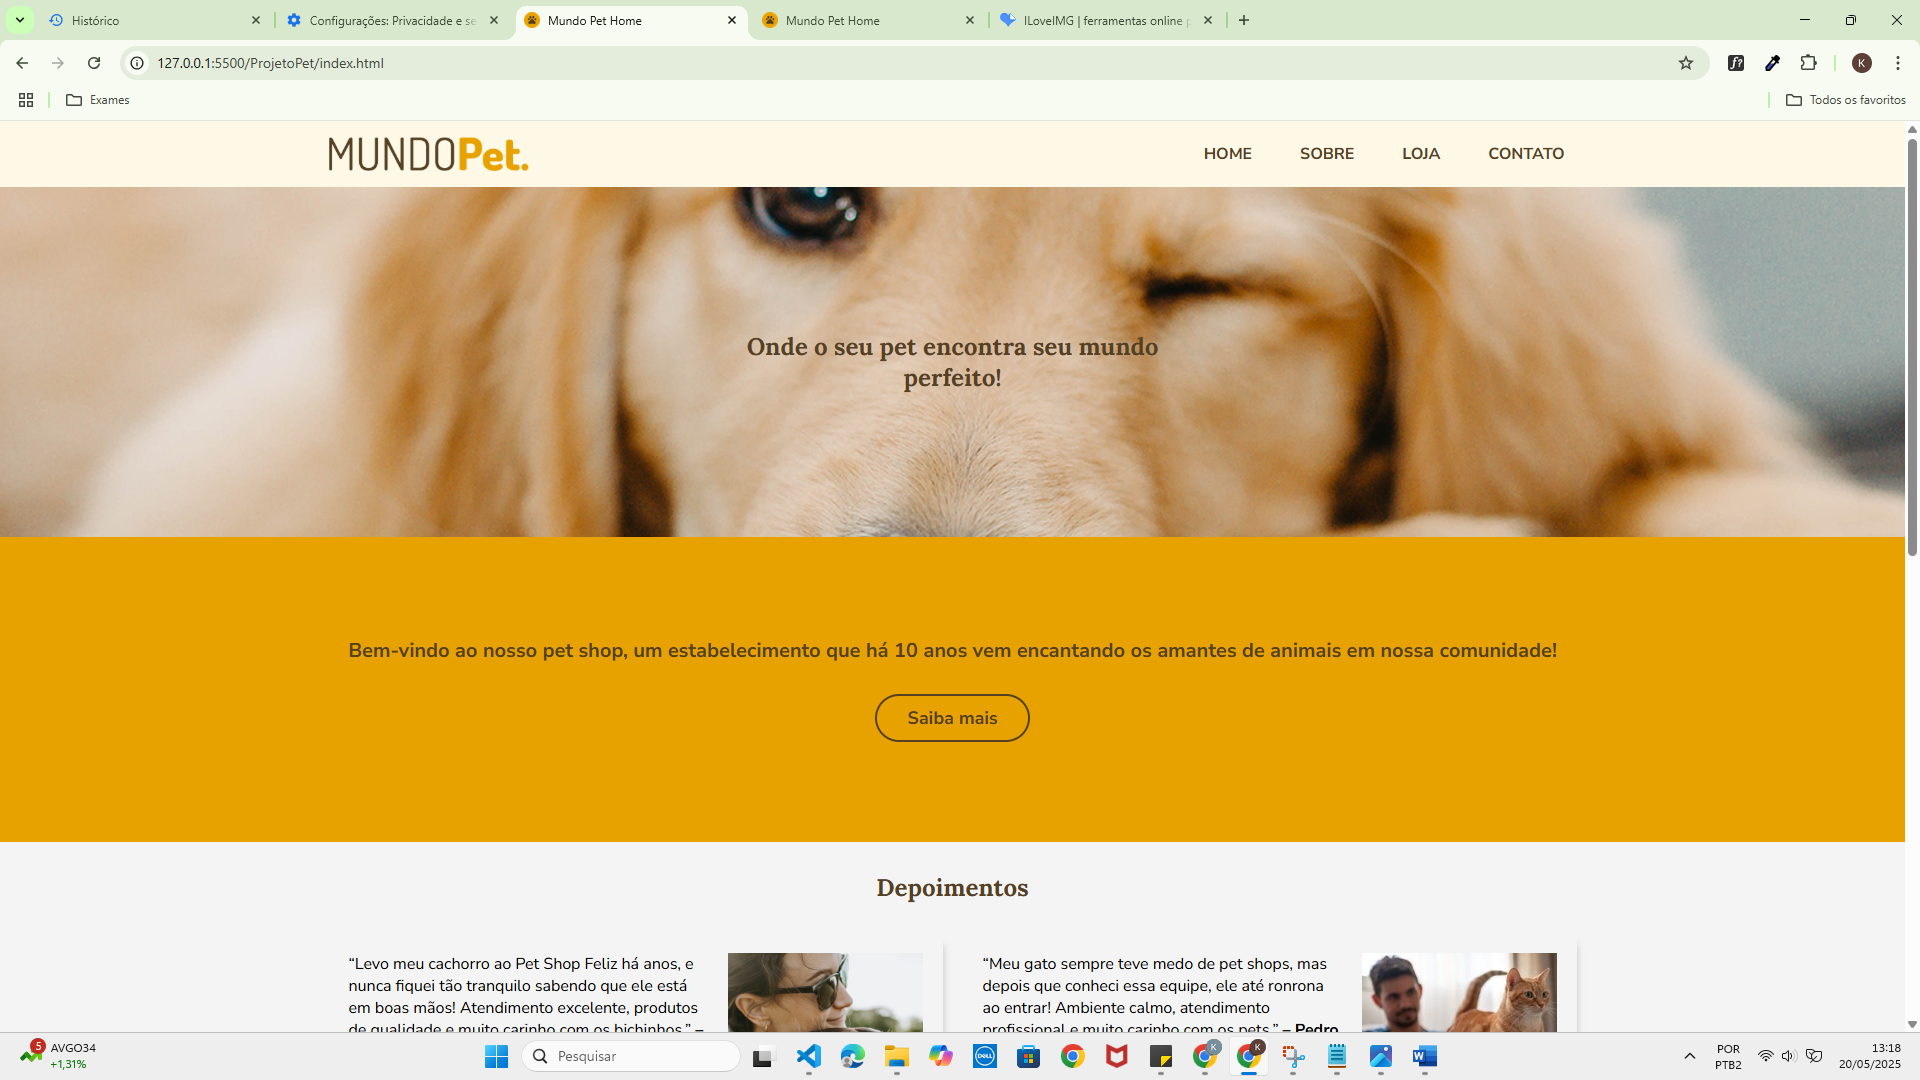 Histórico
Configurações: Privacidade e se
Mundo Pet Home
Mundo Pet Home
ILoveIMG | ferramentas online p
127.0.0.1:5500/ProjetoPet/index.html
K
Exames
Todos os favoritos
MUNDOPet.
HOME SOBRE LOJA CONTATO
Onde o seu pet encontra seu mundo
perfeito!
Bem-vindo ao nosso pet shop, um estabelecimento que há 10 anos vem encantando os amantes de animais em nossa comunidade!
Saiba mais
Depoimentos
“Levo meu cachorro ao Pet Shop Feliz há anos, e
nunca fiquei tão tranquilo sabendo que ele está
em boas mãos! Atendimento excelente, produtos
de qualidade e muito carinho com os bichinhos.” –
“Meu gato sempre teve medo de pet shops, mas
depois que conheci essa equipe, ele até ronrona
ao entrar! Ambiente calmo, atendimento
profissional e muito carinho com os pets.” – Pedro
5
AVGO34
+1,31%
Pesquisar
DELL
K
K
POR
PTB2
13:18
20/05/2025